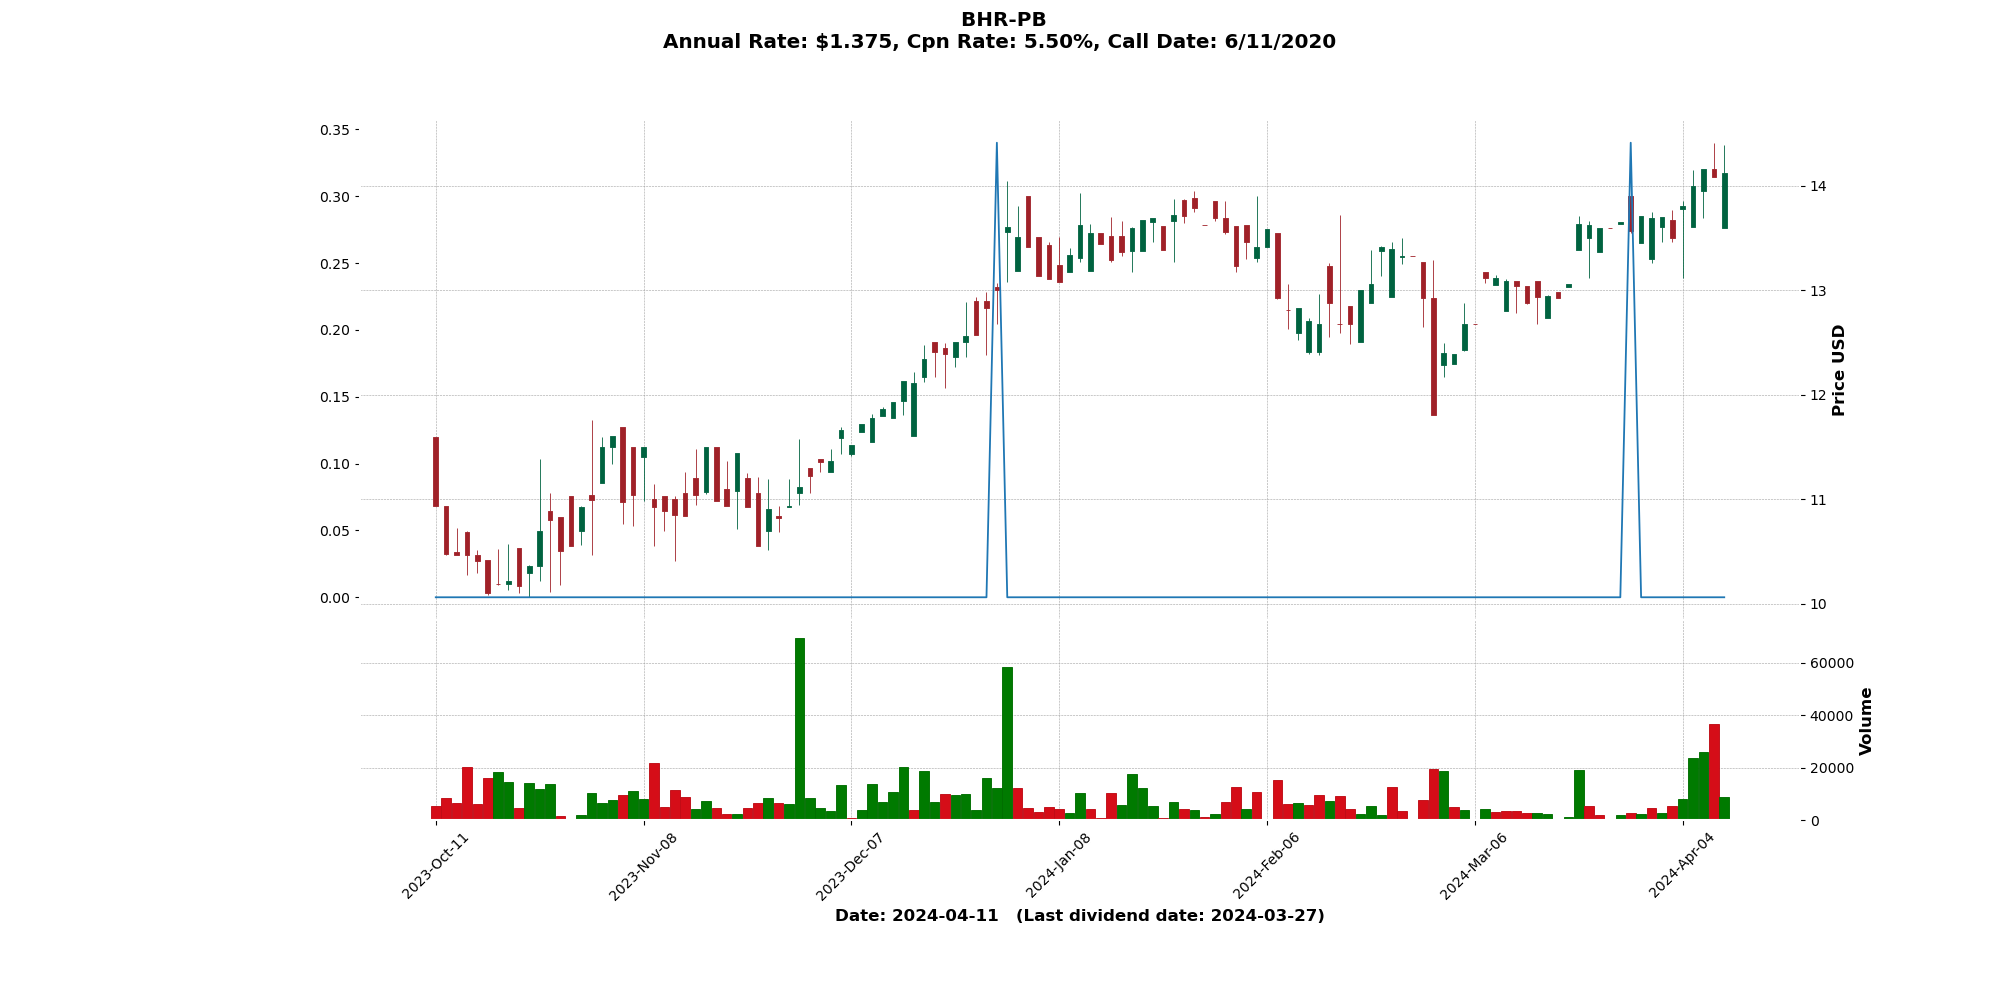 BHR-PB
Annual Rate: $1.375, Cpn Rate: 5.50%, Call Date: 6/11/2020
0.35
0.30
0.25
0.20
0.15
0.10
0.05
0.00
14
13
12
11
10
Price USD
60000
40000
20000
0
Volume
2023-Oct-11
2023-Nov-08
2023-Dec-07
2024-Jan-08
2024-Feb-06
2024-Mar-06
2024-Apr-04
Date: 2024-04-11 (Last dividend date: 2024-03-27)